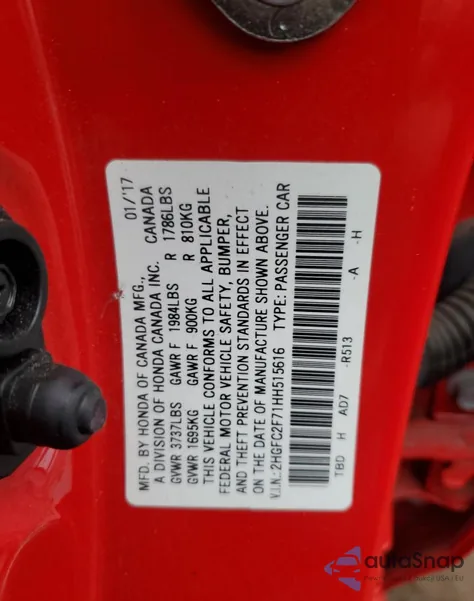 MFD. BY HONDA OF CANADA MFG., 01/'17
A DIVISION OF HONDA CANADA INC. CANADA
GVWR 3737LBS GAWR F 1984LBS R 1786LBS
GVWR 1695KG GAWR F 900KG R 810KG
THIS VEHICLE CONFORMS TO ALL APPLICABLE
FEDERAL MOTOR VEHICLE SAFETY, BUMPER,
AND THEFT PREVENTION STANDARDS IN EFFECT
ON THE DATE OF MANUFACTURE SHOWN ABOVE.
V.I.N.:2HGFC2F71HH515616 TYPE: PASSENGER CAR
TBD H AD7 -R513 -A -H
autoSnap